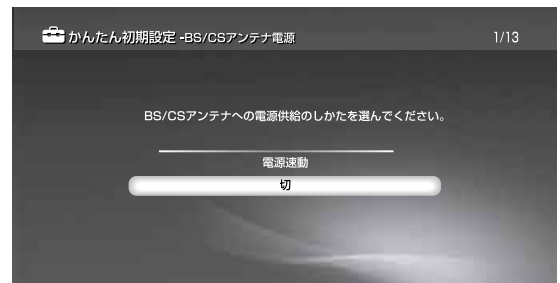 かんたん初期設定 -BS/CSアンテナ電源
1/13
BS/CSアンテナへの電源供給のしかたを選んでください。
電源速動
切